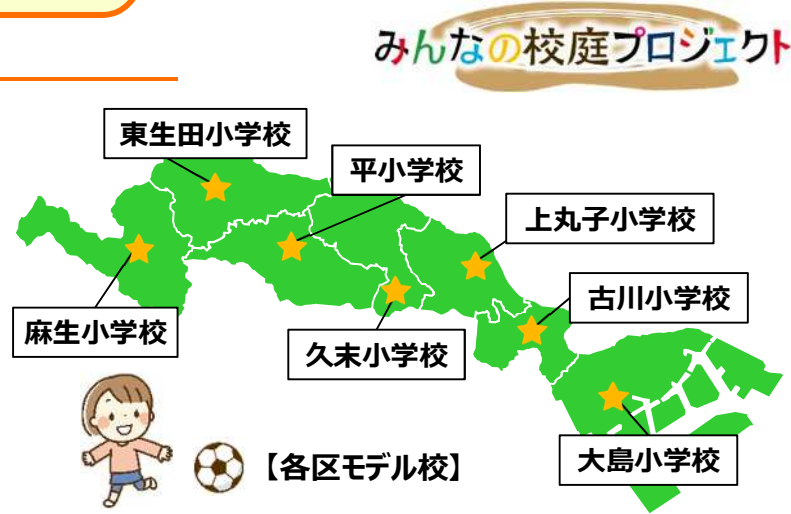 みんなの校庭プロジェクト
東生田小学校
平小学校
上丸子小学校
古川小学校
麻生小学校
久末小学校
大島小学校
【各区モデル校】